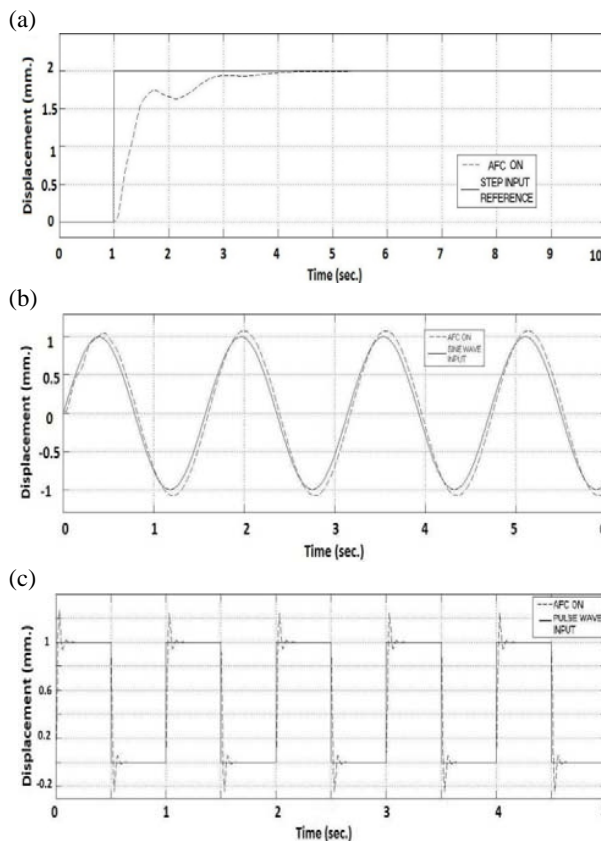 (a)
Displacement (mm.)
2
1.5
1
0.5
0
AFC ON
STEP INPUT
REFERENCE
0 1 2 3 4 5 6 7 8 9 10
Time (sec.)
(b)
Displacement (mm.)
1
0.5
0
-0.5
-1
AFC ON
SINE WAVE
INPUT
0 1 2 3 4 5 6
Time (sec.)
(c)
Displacement (mm.)
1
0.6
0.2
-0.2
AFC ON
PULSE WAVE
INPUT
0 1 2 3 4 5
Time (sec.)